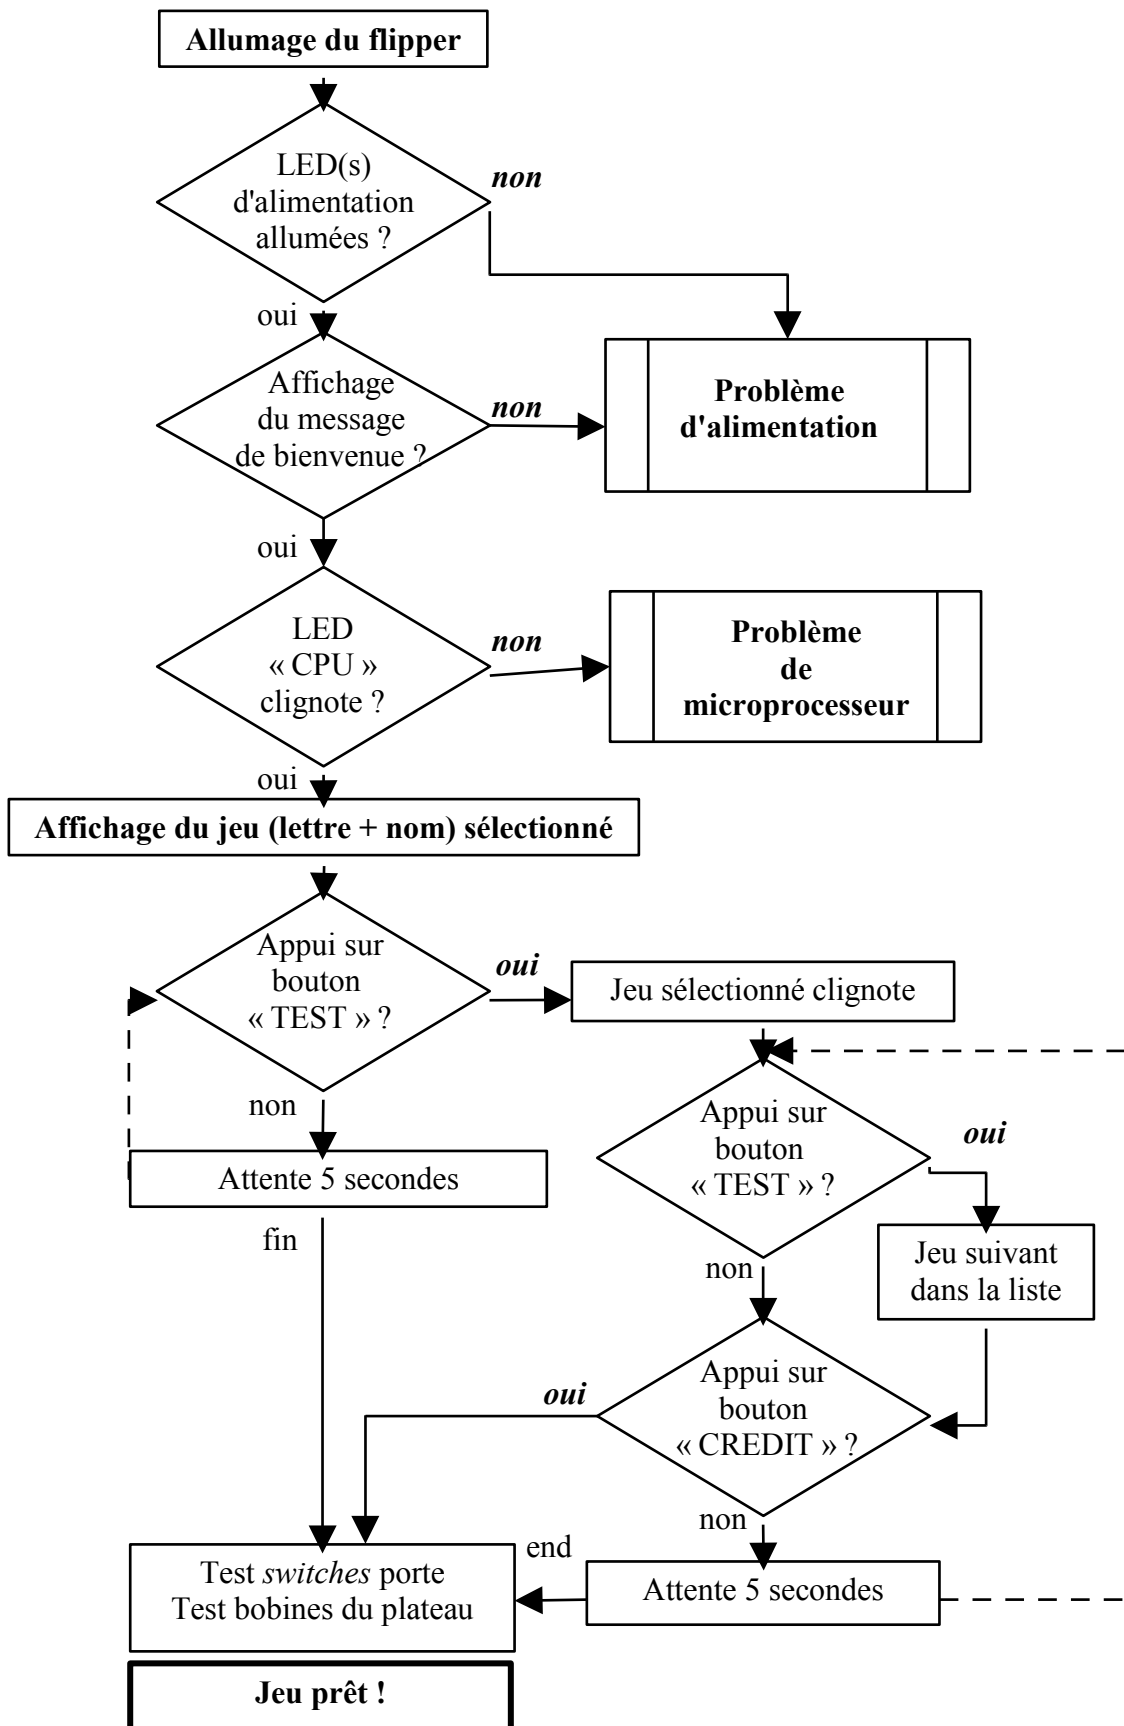 Allumage du flipper
LED(s)
d'alimentation
allumées ?
non
oui
Affichage
du message
de bienvenue ?
non
Problème
d'alimentation
oui
LED
« CPU »
clignote ?
non
Problème
de
microprocesseur
oui
Affichage du jeu (lettre + nom) sélectionné
Appui sur
bouton
« TEST » ?
oui
Jeu sélectionné clignote
non
Attente 5 secondes
fin
Appui sur
bouton
« TEST » ?
oui
Jeu suivant
dans la liste
non
Appui sur
bouton
« CREDIT » ?
oui
non
Attente 5 secondes
end
Test switches porte
Test bobines du plateau
Jeu prêt !